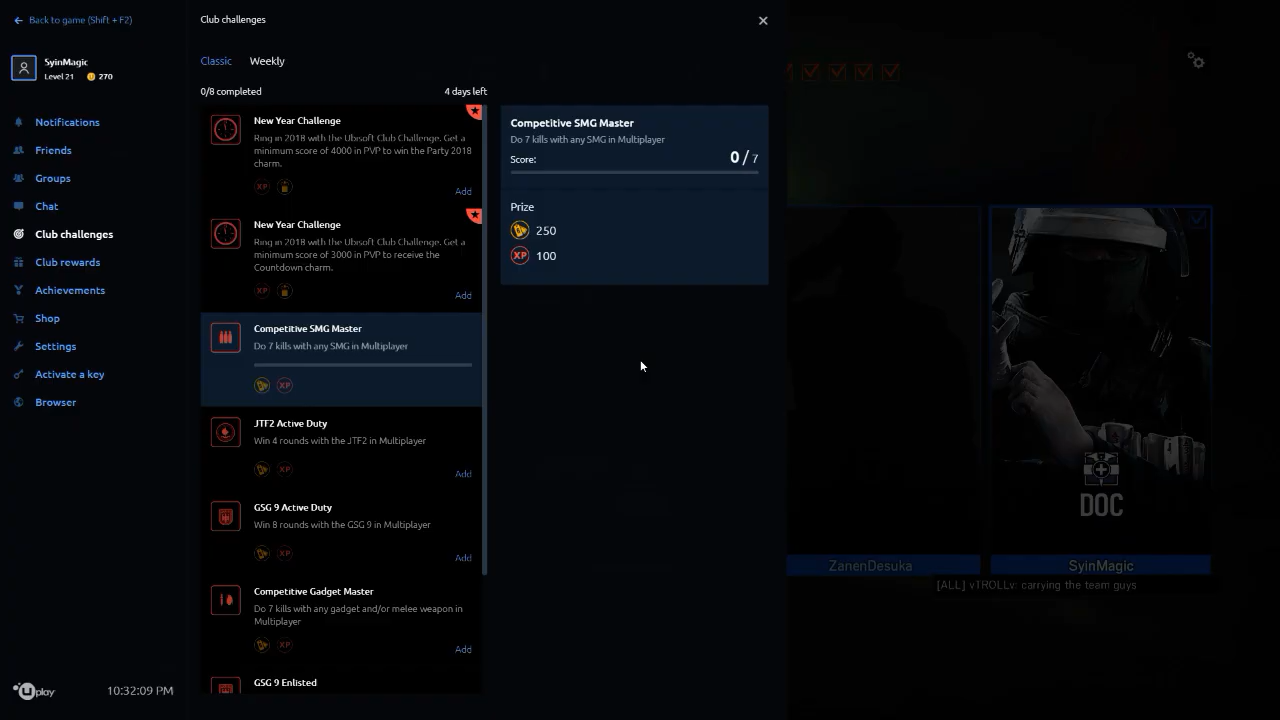 Back to game (Shift + F2)
SyinMagic
Level 21 270
Notifications
Friends
Groups
Chat
Club challenges
Club rewards
Achievements
Shop
Settings
Activate a key
Browser
uplay
10:32:09 PM
Club challenges
Classic Weekly
0/8 completed 4 days left
New Year Challenge
Ring in 2018 with the Ubisoft Club Challenge. Get a
minimum score of 4000 in PVP to win the Party 2018
charm.
XP
Add
New Year Challenge
Ring in 2018 with the Ubisoft Club Challenge. Get a
minimum score of 3000 in PVP to receive the
Countdown charm.
XP
Add
Competitive SMG Master
Do 7 kills with any SMG in Multiplayer
XP
JTF2 Active Duty
Win 4 rounds with the JTF2 in Multiplayer
XP
Add
GSG 9 Active Duty
Win 8 rounds with the GSG 9 in Multiplayer
XP
Add
Competitive Gadget Master
Do 7 kills with any gadget and/or melee weapon in
Multiplayer
XP
Add
GSG 9 Enlisted
Competitive SMG Master
Do 7 kills with any SMG in Multiplayer
Score: 0 / 7
Prize
250
XP 100
DOC
ZanenDesuka
SyinMagic
[ALL] vTROLLv: carrying the team guys